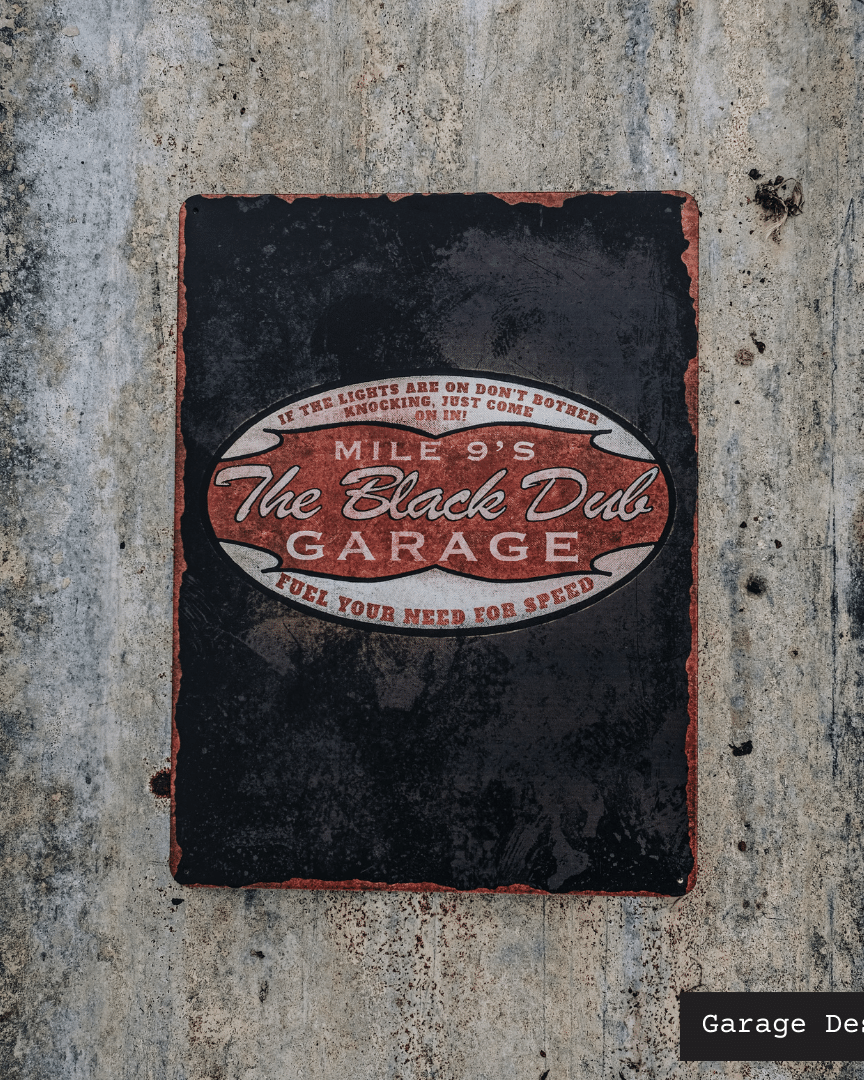 IF THE LIGHTS ARE ON DON'T BOTHER
KNOCKING, JUST COME
ON IN!
MILE 9'S
The Black Dub
GARAGE
FUEL YOUR NEED FOR SPEED
Garage Des